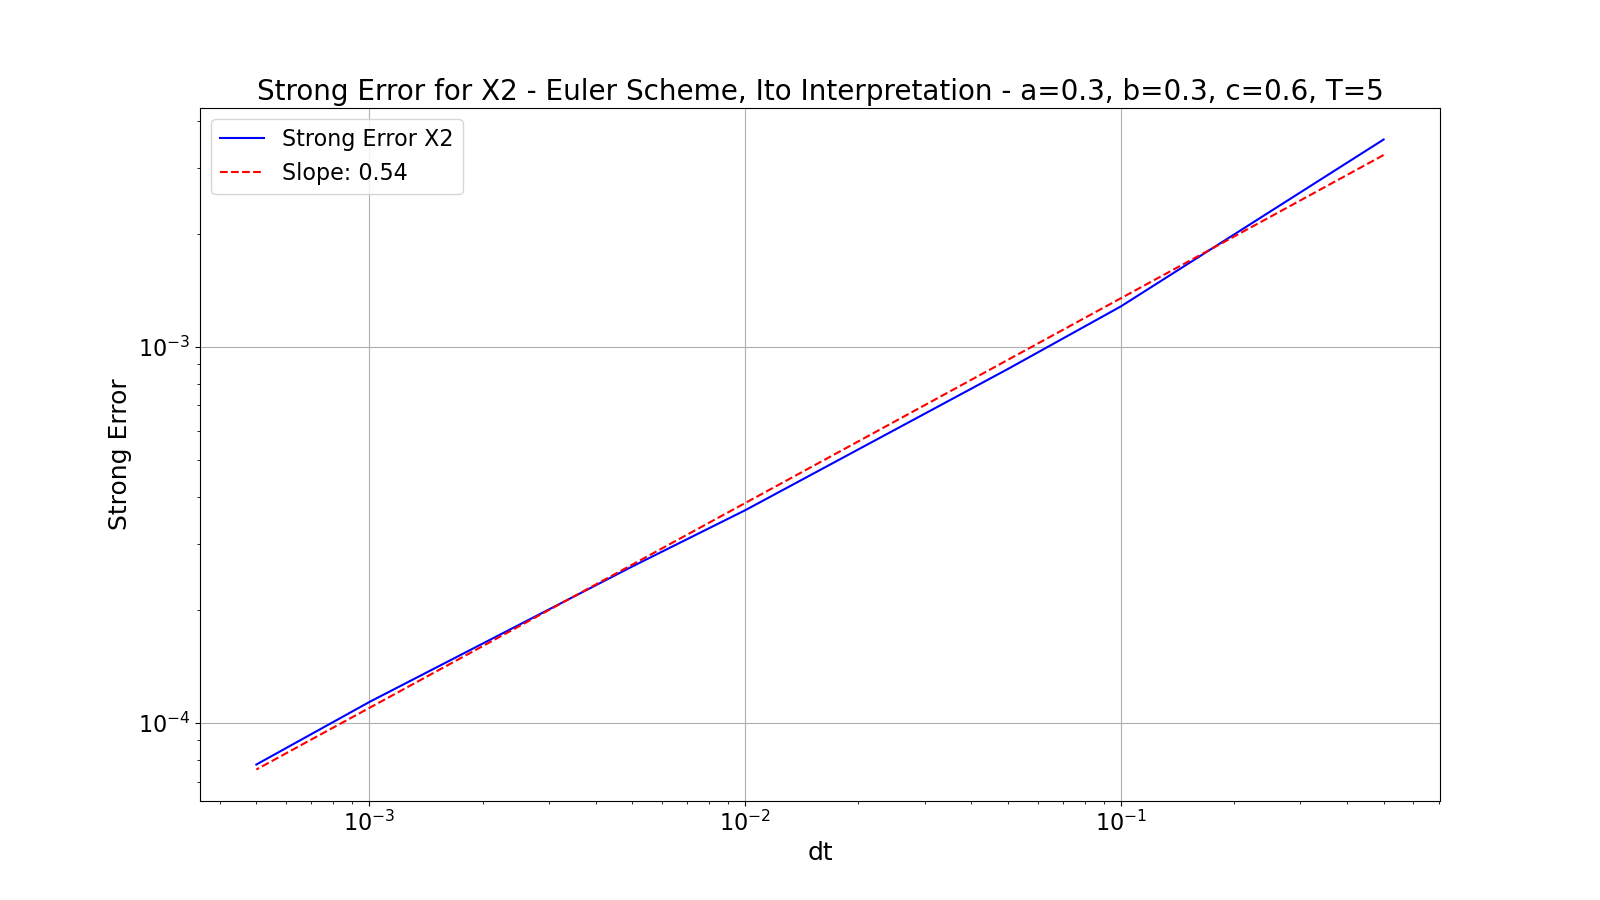 Strong Error for X2 - Euler Scheme, Ito Interpretation - a=0.3, b=0.3, c=0.6, T=5
Strong Error X2
Slope: 0.54
Strong Error
10⁻³
10⁻⁴
10⁻³
10⁻²
10⁻¹
dt